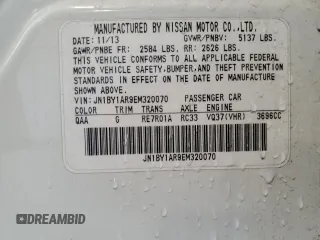 MANUFACTURED BY NISSAN MOTOR CO.,LTD.
DATE: 11/13 GVWR/PNBV: 5137 LBS.
GAWR/PNBE FR: 2584 LBS. RR: 2626 LBS.
THIS VEHICLE CONFORMS TO ALL APPLICABLE FEDERAL
MOTOR VEHICLE SAFETY, BUMPER, AND THEFT PREVENTION
STANDARDS IN EFFECT ON THE DATE OF MANUFACTURE
SHOWN ABOVE.
VIN: JN1BY1AR9EM320070 PASSENGER CAR
COLOR TRIM TRANS AXLE ENGINE
QAA G RE7R01A RC33 VQ37(VHR) 3696CC
JN1BY1AR9EM320070
DREAMBID